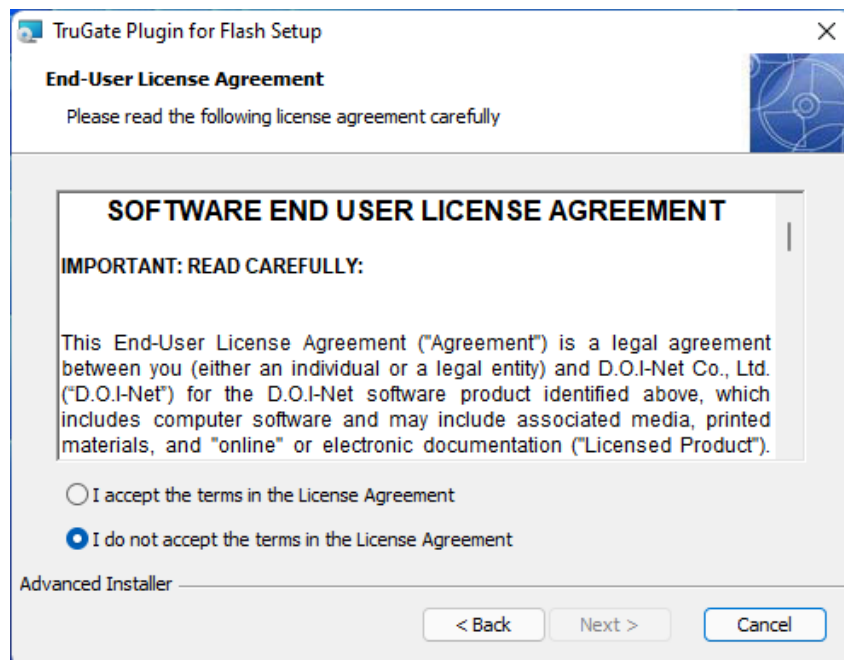 TruGate Plugin for Flash Setup
End-User License Agreement
Please read the following license agreement carefully
SOFTWARE END USER LICENSE AGREEMENT
IMPORTANT: READ CAREFULLY:
This End-User License Agreement ("Agreement") is a legal agreement
between you (either an individual or a legal entity) and D.O.I-Net Co., Ltd.
("D.O.I-Net") for the D.O.I-Net software product identified above, which
includes computer software and may include associated media, printed
materials, and "online" or electronic documentation ("Licensed Product").
I accept the terms in the License Agreement
I do not accept the terms in the License Agreement
Advanced Installer
< Back
Next >
Cancel